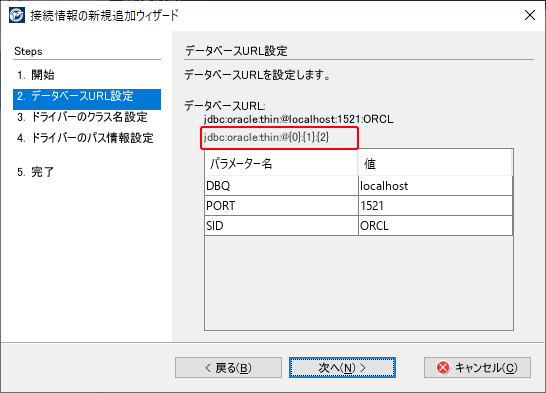 接続情報の新規追加ウィザード
Steps
1. 開始
2. データベースURL設定
3. ドライバーのクラス名設定
4. ドライバーのパス情報設定
5. 完了
データベースURL設定
データベースURLを設定します。
データベースURL:
jdbc:oracle:thin:@localhost:1521:ORCL
jdbc:oracle:thin:@{0}:{1}:{2}
パラメーター名 値
DBQ localhost
PORT 1521
SID ORCL
< 戻る(B) 次へ(N) > キャンセル(C)